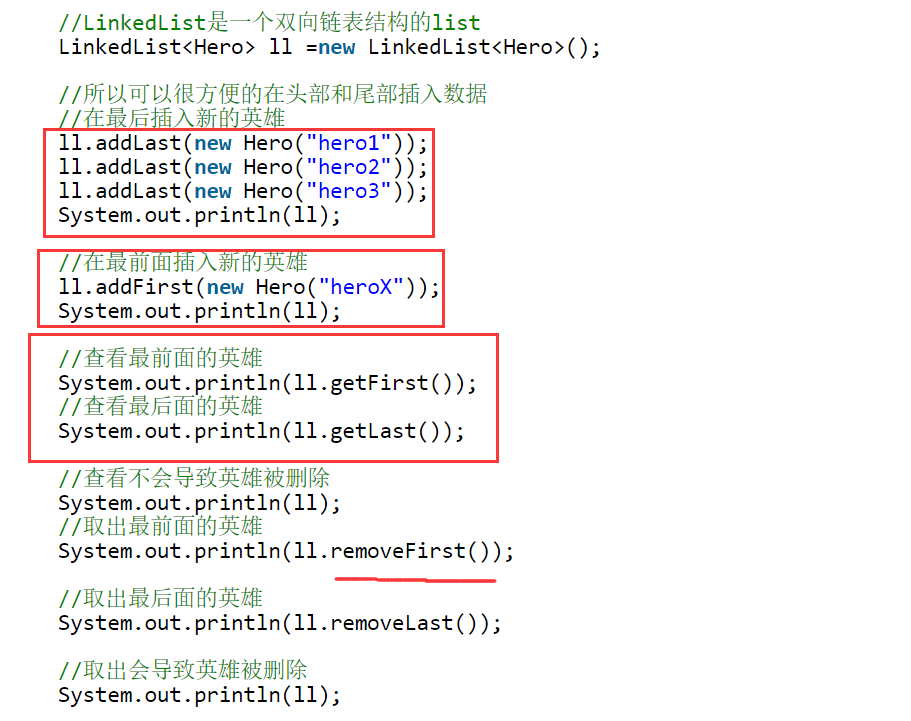 //LinkedList是一个双向链表结构的list
LinkedList<Hero> ll =new LinkedList<Hero>();
//所以可以很方便的在头部和尾部插入数据
//在最后插入新的英雄
ll.addLast(new Hero("hero1"));
ll.addLast(new Hero("hero2"));
ll.addLast(new Hero("hero3"));
System.out.println(ll);
//在最前面插入新的英雄
ll.addFirst(new Hero("heroX"));
System.out.println(ll);
//查看最前面的英雄
System.out.println(ll.getFirst());
//查看最后面的英雄
System.out.println(ll.getLast());
//查看不会导致英雄被删除
System.out.println(ll);
//取出最前面的英雄
System.out.println(ll.removeFirst());
//取出最后面的英雄
System.out.println(ll.removeLast());
//取出会导致英雄被删除
System.out.println(ll);